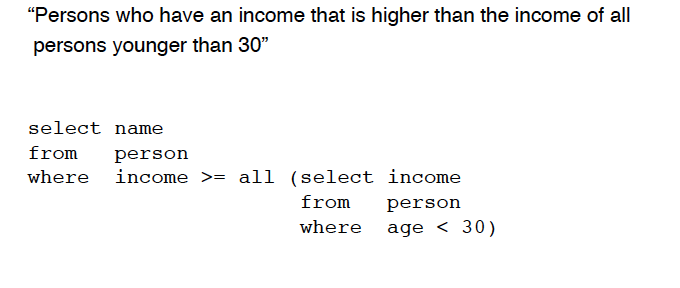 “Persons who have an income that is higher than the income of all
persons younger than 30”
select name
from person
where income >= all (select income
from person
where age < 30)